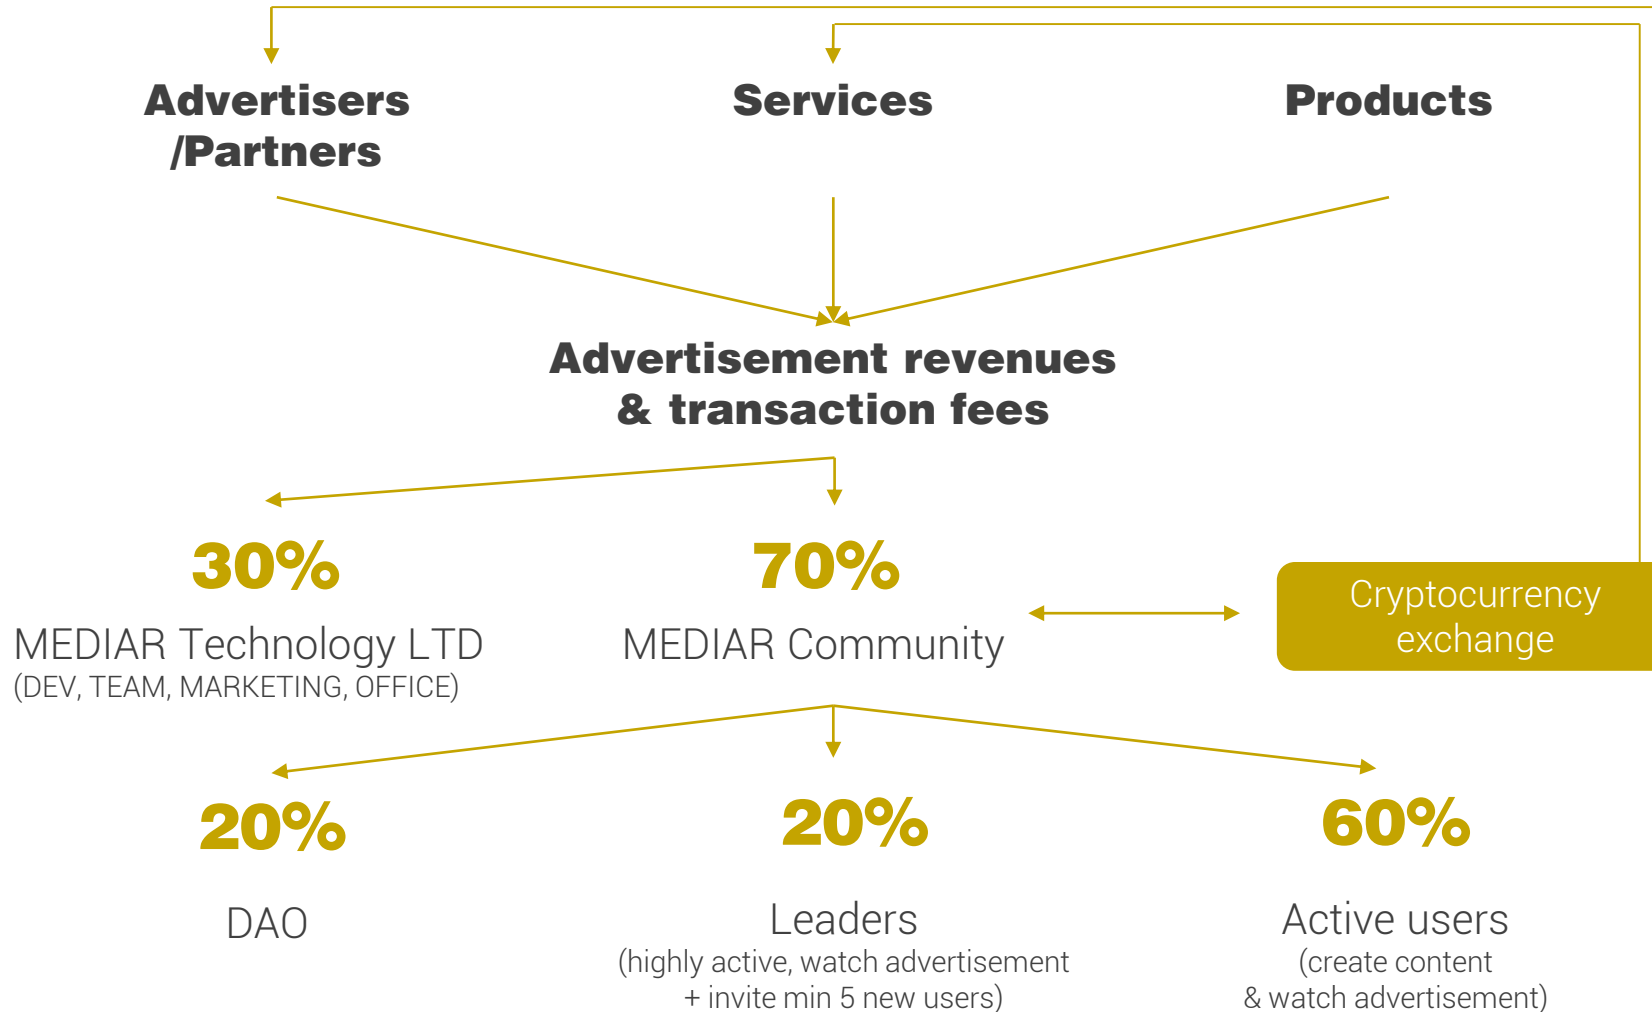 Advertisers
/Partners
Services
Products
Advertisement revenues
& transaction fees
30%
MEDIAR Technology LTD
(DEV, TEAM, MARKETING, OFFICE)
70%
MEDIAR Community
Cryptocurrency
exchange
20%
DAO
20%
Leaders
(highly active, watch advertisement
+ invite min 5 new users)
60%
Active users
(create content
& watch advertisement)